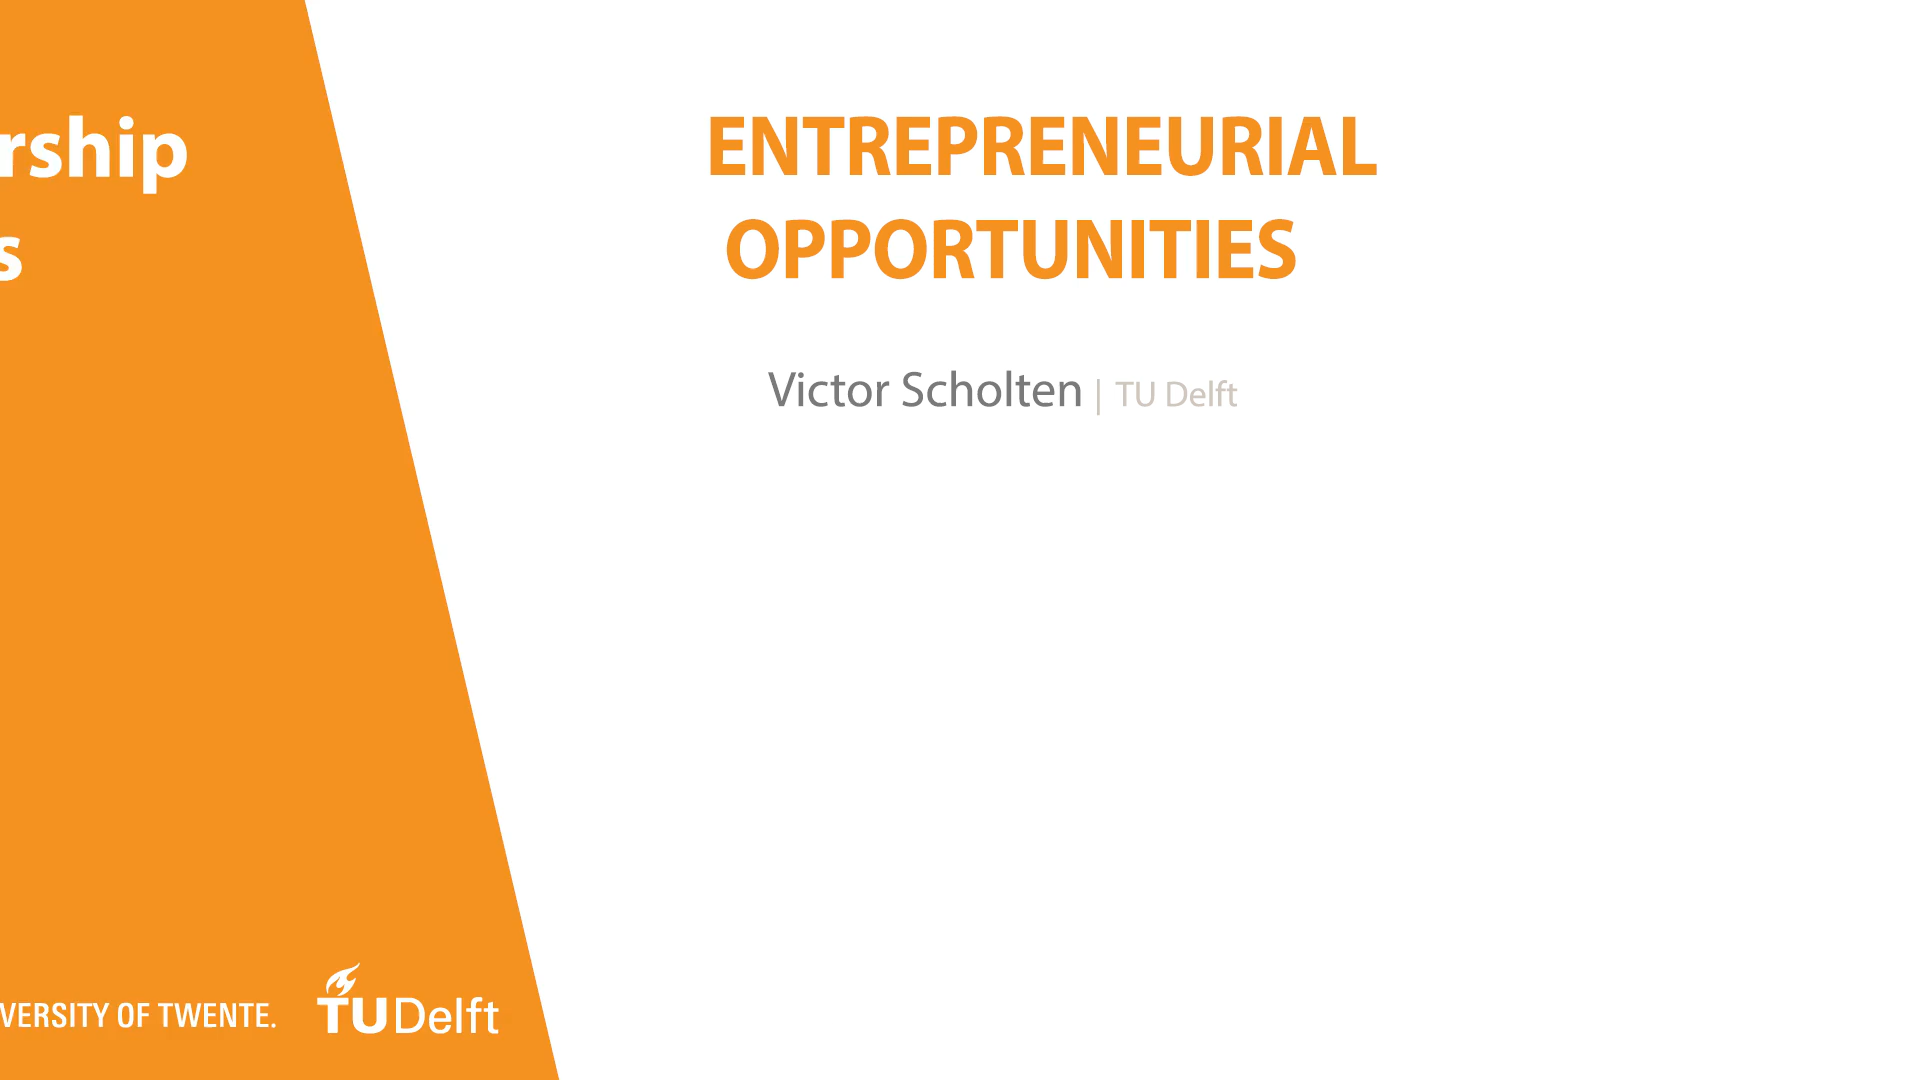 ENTREPRENEURIAL
OPPORTUNITIES
Victor Scholten | TU Delft
rship
s
VERSITY OF TWENTE.
TU Delft